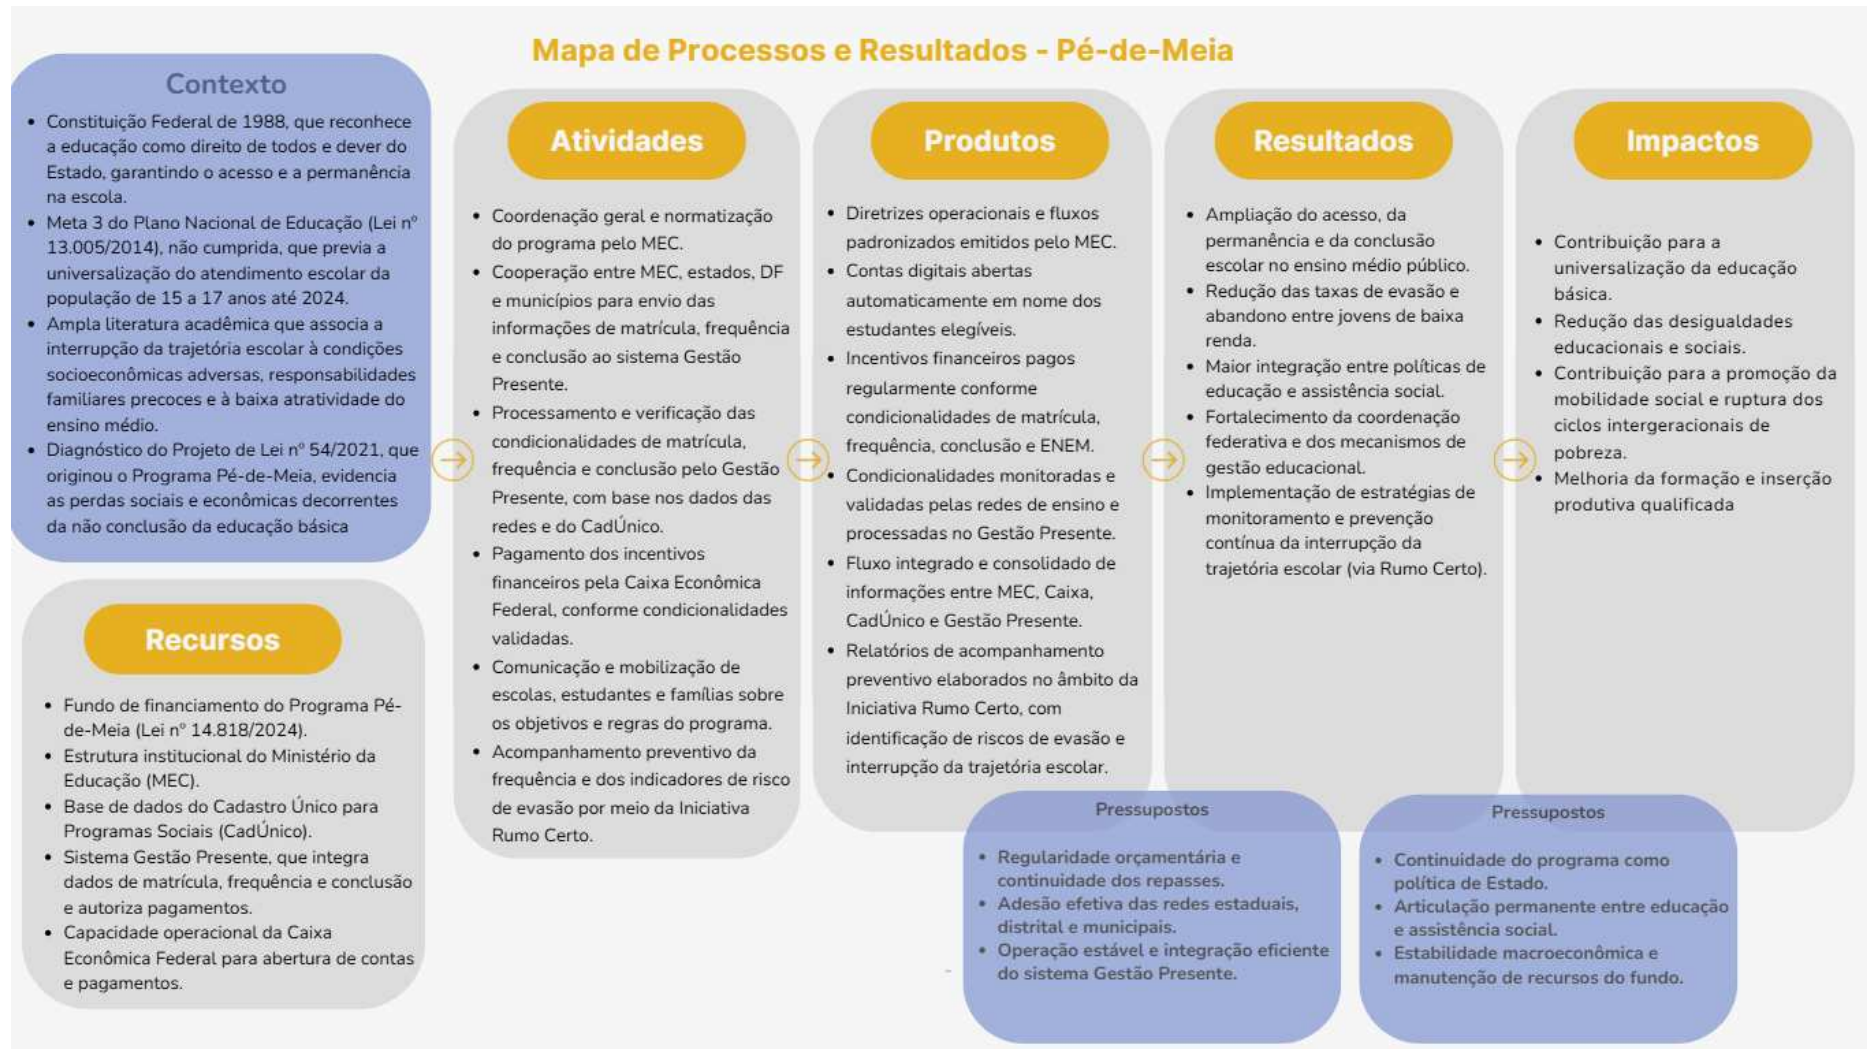 Mapa de Processos e Resultados - Pé-de-Meia
Contexto
• Constituição Federal de 1988, que reconhece
a educação como direito de todos e dever do
Estado, garantindo o acesso e a permanência
na escola.
• Meta 3 do Plano Nacional de Educação (Lei nº
13.005/2014), não cumprida, que previa a
universialização do atendimento escolar da
população de 15 a 17 anos até 2024.
• Ampla literatura acadêmica que associa a
interrupção da trajetória escolar à condições
socioeconômicas adversas, responsabilidades
familiares precoces e à baixa atratividade do
ensino médio.
• Diagnóstico do Projeto de Lei nº 54/2021, que
originou o Programa Pé-de-Meia, evidencia
as perdas sociais e econômicas decorrentes
da não conclusão da educação básica
Recursos
• Fundo de financiamento do Programa Pé-
de-Meia (Lei nº 14.818/2024).
• Estrutura institucional do Ministério da
Educação (MEC).
• Base de dados do Cadastro Único para
Programas Sociais (CadÚnico).
• Sistema Gestão Presente, que integra
dados de matrícula, frequência e conclusão
e autoriza pagamentos.
• Capacidade operacional da Caixa
Econômica Federal para abertura de contas
e pagamentos.
Atividades
• Coordenação geral e normatização
do programa pelo MEC.
• Cooperação entre MEC, estados, DF
e municípios para envio das
informações de matrícula, frequência
e conclusão ao sistema Gestão
Presente.
• Processamento e verificação das
condicionalidades de matrícula,
frequência e conclusão pelo Gestão
Presente, com base nos dados das
redes e do CadÚnico.
• Pagamento dos incentivos
financeiros pela Caixa Econômica
Federal, conforme condicionalidades
validadas.
• Comunicação e mobilização de
escolas, estudantes e famílias sobre
os objetivos e regras do programa.
• Acompanhamento preventivo da
frequência e dos indicadores de risco
de evasão por meio da Iniciativa
Rumo Certo.
Produtos
• Diretrizes operacionais e fluxos
padronizados emitidos pelo MEC.
• Contas digitais abertas
automaticamente em nome dos
estudantes elegíveis.
• Incentivos financeiros pagos
regularmente conforme
condicionalidades de matrícula,
frequência, conclusão e ENEM.
• Condicionalidades monitoradas e
validadas pelas redes de ensino e
processadas no Gestão Presente.
• Fluxo integrado e consolidado de
informações entre MEC, Caixa,
CadÚnico e Gestão Presente.
• Relatórios de acompanhamento
preventivo elaborados no âmbito da
Iniciativa Rumo Certo, com
identificação de riscos de evasão e
interrupção da trajetória escolar.
Resultados
• Ampliação do acesso, da
permanência e da conclusão
escolar no ensino médio público.
• Redução das taxas de evasão e
abandono entre jovens de baixa
renda.
• Maior integração entre políticas de
educação e assistência social.
• Fortalecimento da coordenação
federativa e dos mecanismos de
gestão educacional.
• Implementação de estratégias de
monitoramento e prevenção
contínua da interrupção da
trajetória escolar (via Rumo Certo).
Impactos
• Contribuição para a
universalização da educação
básica.
• Redução das desigualdades
educacionais e sociais.
• Contribuição para a promoção da
mobilidade social e ruptura dos
ciclos intergeracionais de
pobreza.
• Melhoria da formação e inserção
produtiva qualificada
Pressupostos
• Regularidade orçamentária e
continuidade dos repasses.
• Adesão efetiva das redes estaduais,
distrital e municipais.
• Operação estável e integração eficiente
do sistema Gestão Presente.
Pressupostos
• Continuidade do programa como
política de Estado.
• Articulação permanente entre educação
e assistência social.
• Estabilidade macroeconômica e
manutenção de recursos do fundo.